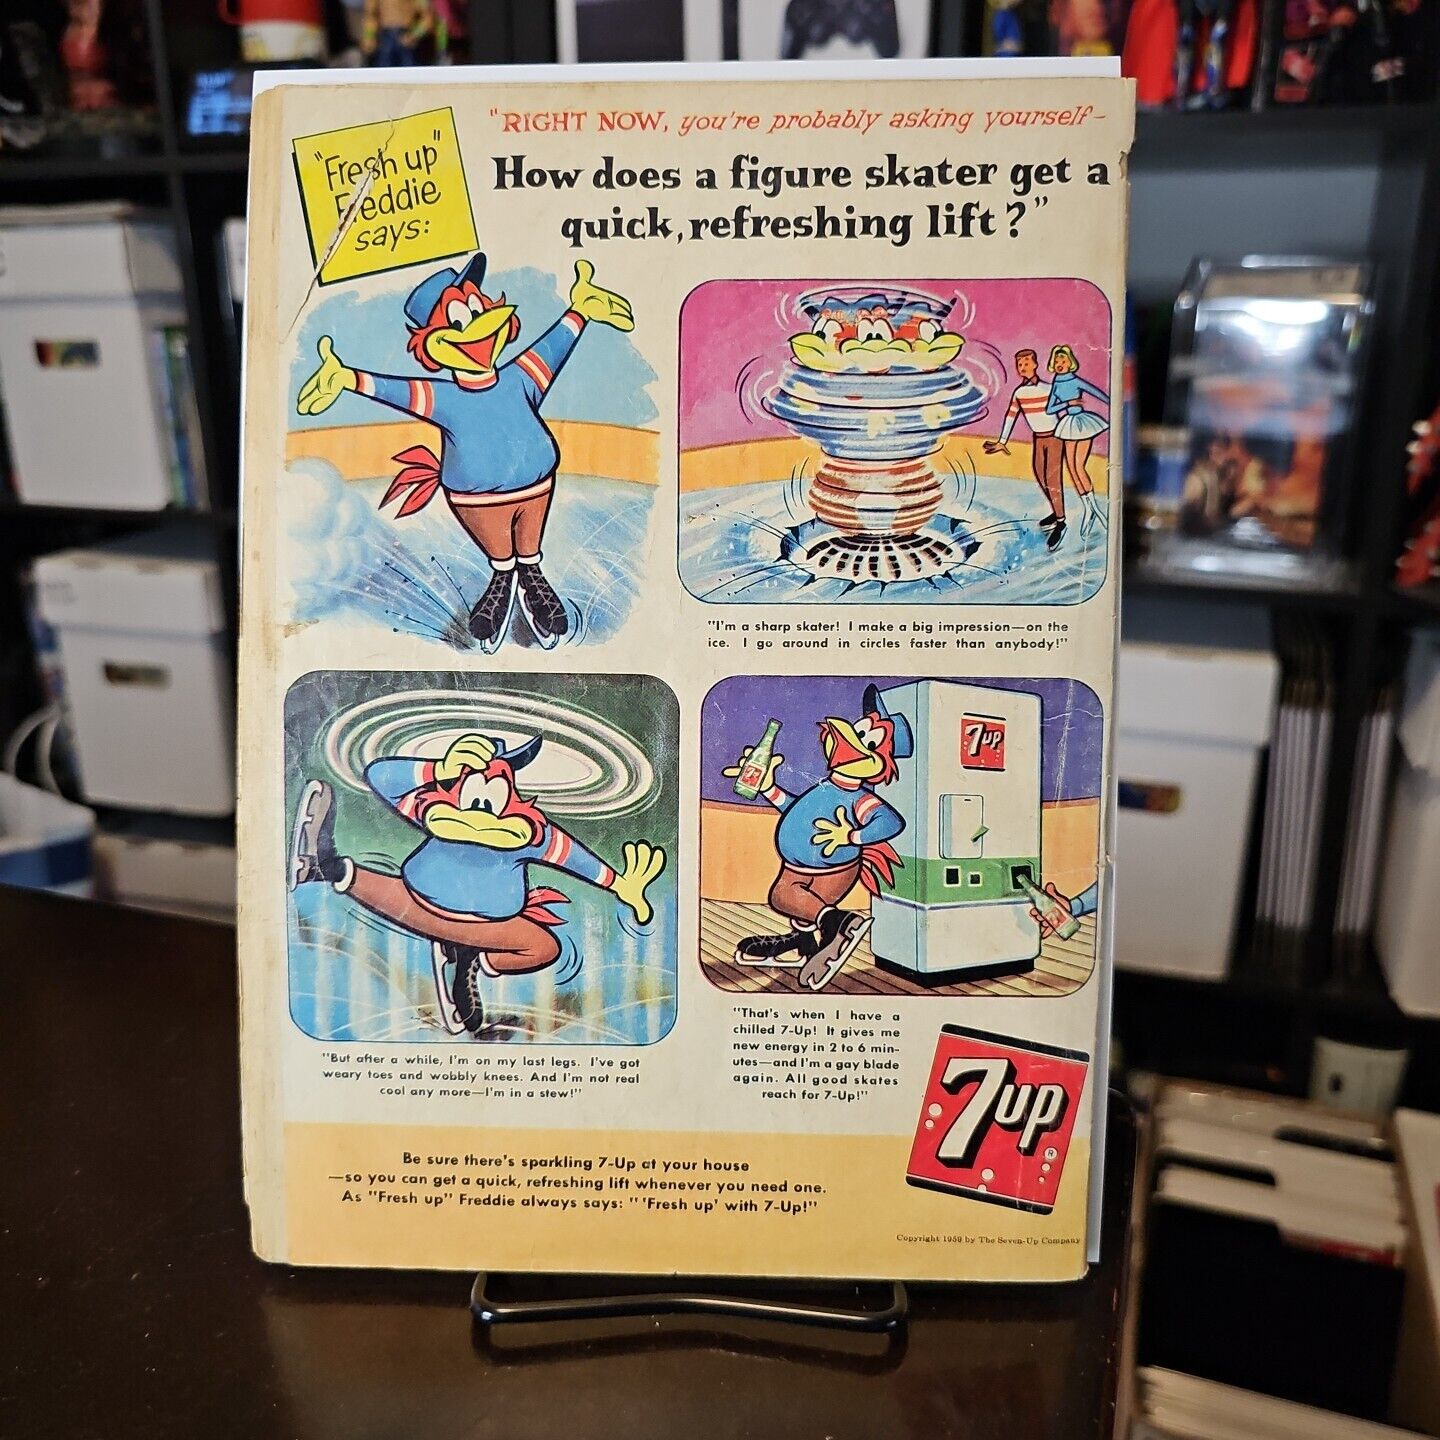 "Fresh up"
Freddie
says:
"RIGHT NOW, you're probably asking yourself—
How does a figure skater get a
quick, refreshing lift?"
"I'm a sharp skater! I make a big impression—on the
ice. I go around in circles faster than anybody!"
7up
"But after a while, I'm on my last legs. I've got
weary toes and wobbly knees. And I'm not real
cool any more—I'm in a stew!"
"That's when I have a
chilled 7-Up! It gives me
new energy in 2 to 6 min-
utes—and I'm a gay blade
again. All good skates
reach for 7-Up!"
7up®
Be sure there's sparkling 7-Up at your house
—so you can get a quick, refreshing lift whenever you need one.
As "Fresh up" Freddie always says: "'Fresh up' with 7-Up!"
Copyright 1959 by The Seven-Up Company